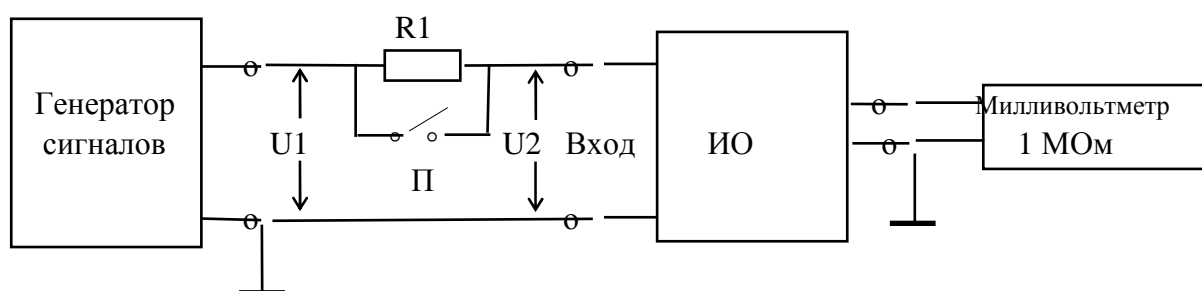 R1
Генератор
сигналов
U1
П
U2
Вход
ИО
Милливольтметр
1 МОм